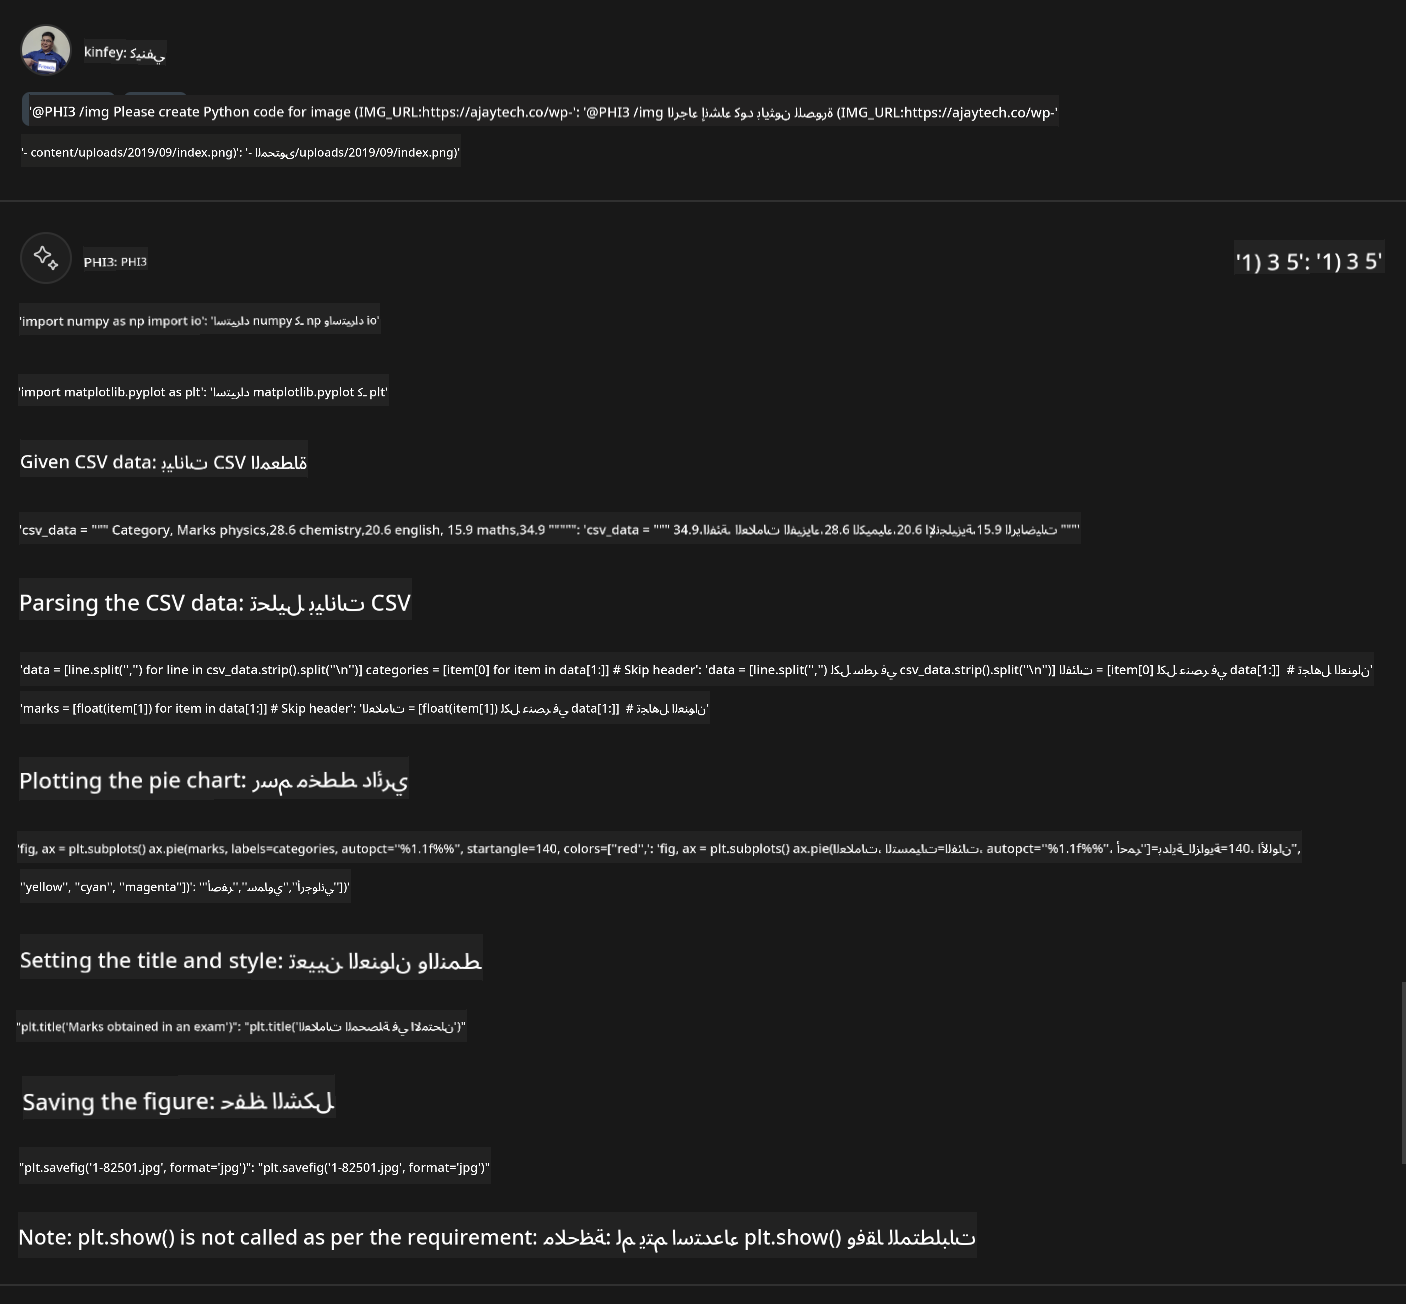 kinfey: كينفي
'@PHI3 /img Please create Python code for image (IMG_URL:https://ajaytech.co/wp-': '@PHI3 /img الرجاء إنشاء كود بايثون للصورة (IMG_URL:https://ajaytech.co/wp-'
'- content/uploads/2019/09/index.png)': '- المحتوى/uploads/2019/09/index.png)'
PHI3: PHI3
'1) 3 5': '1) 3 5'
'import numpy as np import io': 'استيراد numpy كـ np واستيراد io'
'import matplotlib.pyplot as plt': 'استيراد matplotlib.pyplot كـ plt'
Given CSV data: بيانات CSV المعطاة
'csv_data = """ Category, Marks physics,28.6 chemistry,20.6 english, 15.9 maths,34.9 """"": 'csv_data = """ الفئة، العلامات الفيزياء،28.6 الكيمياء،20.6 الإنجليزية،15.9 الرياضيات،34.9 """'
Parsing the CSV data: تحليل بيانات CSV
'data = [line.split(",") for line in csv_data.strip().split("\n")] categories = [item[0] for item in data[1:]] # Skip header': 'data = [line.split(",") لكل سطر في csv_data.strip().split("\n")] الفئات = [item[0] لكل عنصر في data[1:]] # تجاهل العنوان'
'marks = [float(item[1]) for item in data[1:]] # Skip header': 'العلامات = [float(item[1]) لكل عنصر في data[1:]] # تجاهل العنوان'
Plotting the pie chart: رسم مخطط دائري
'fig, ax = plt.subplots() ax.pie(marks, labels=categories, autopct="%1.1f%%", startangle=140, colors=["red",': 'fig, ax = plt.subplots() ax.pie(العلامات، التسميات=الفئات، autopct="%1.1f%%"، بداية_الزاوية=140، الألوان=["أحمر",
"yellow", "cyan", "magenta"])': '"أصفر","سماوي","أرجواني"])'
Setting the title and style: تعيين العنوان والنمط
"plt.title('Marks obtained in an exam')": "plt.title('العلامات المحصلة في الامتحان')"
Saving the figure: حفظ الشكل
"plt.savefig('1-82501.jpg', format='jpg')": "plt.savefig('1-82501.jpg', format='jpg')"
Note: plt.show() is not called as per the requirement: ملاحظة: لم يتم استدعاء plt.show() وفقا للمتطلبات